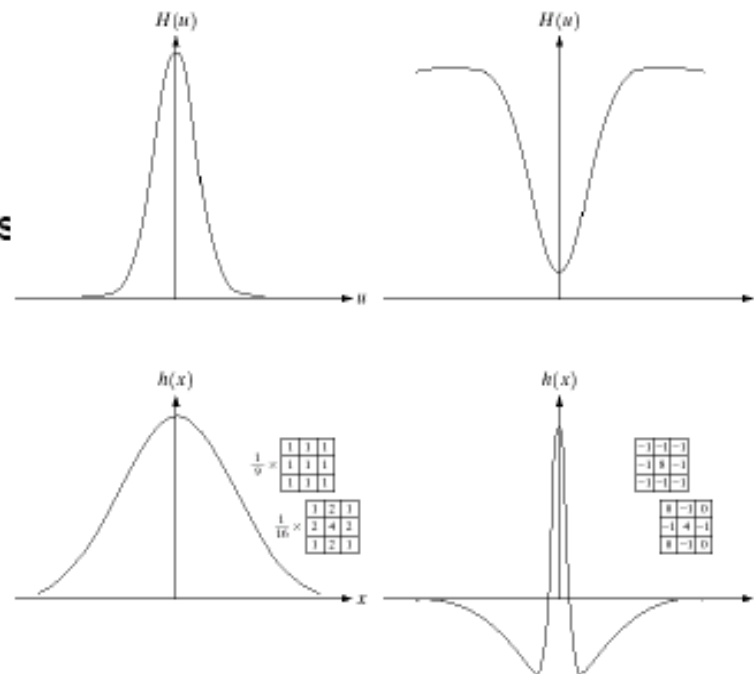 H(u)
H(u)
s
u
h(x)
h(x)
1/9 ×
1 1 1
1 1 1
1 1 1
1/16 ×
1 2 1
2 4 2
1 2 1
x
-1 -1 -1
-1 8 -1
-1 -1 -1
0 -1 0
-1 4 -1
0 -1 0